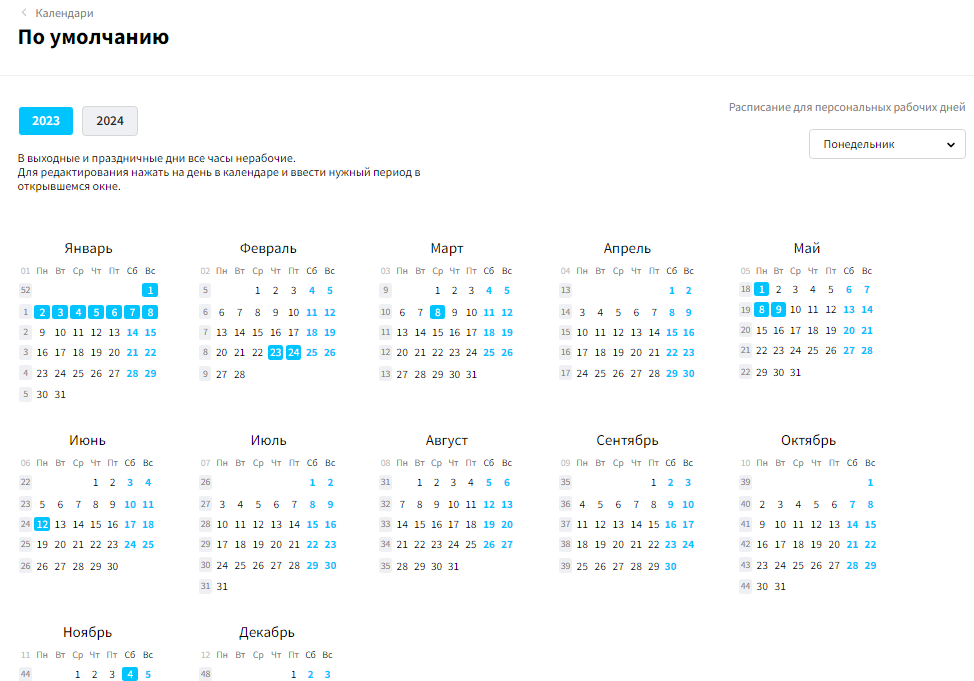 Календари
По умолчанию
Расписание для персональных рабочих дней
2023 2024
Понедельник
В выходные и праздничные дни все часы нерабочие.
Для редактирования нажать на день в календаре и ввести нужный период в
открывшемся окне.
Январь Февраль Март Апрель Май
01 Пн Вт Ср Чт Пт Сб Вс 02 Пн Вт Ср Чт Пт Сб Вс 03 Пн Вт Ср Чт Пт Сб Вс 04 Пн Вт Ср Чт Пт Сб Вс 05 Пн Вт Ср Чт Пт Сб Вс
52 1 5 1 2 3 4 5 9 1 2 3 4 5 13 1 2 18 1 2 3 4 5 6 7
1 2 3 4 5 6 7 8 6 6 7 8 9 10 11 12 10 6 7 8 9 10 11 12 14 3 4 5 6 7 8 9 19 8 9 10 11 12 13 14
2 9 10 11 12 13 14 15 7 13 14 15 16 17 18 19 11 13 14 15 16 17 18 19 15 10 11 12 13 14 15 16 20 15 16 17 18 19 20 21
3 16 17 18 19 20 21 22 8 20 21 22 23 24 25 26 12 20 21 22 23 24 25 26 16 17 18 19 20 21 22 23 21 22 23 24 25 26 27 28
4 23 24 25 26 27 28 29 9 27 28 13 27 28 29 30 31 17 24 25 26 27 28 29 30 22 29 30 31
5 30 31
Июнь Июль Август Сентябрь Октябрь
06 Пн Вт Ср Чт Пт Сб Вс 07 Пн Вт Ср Чт Пт Сб Вс 08 Пн Вт Ср Чт Пт Сб Вс 09 Пн Вт Ср Чт Пт Сб Вс 10 Пн Вт Ср Чт Пт Сб Вс
22 1 2 3 4 26 1 2 31 1 2 3 4 5 6 35 1 2 3 39 1
23 5 6 7 8 9 10 11 27 3 4 5 6 7 8 9 32 7 8 9 10 11 12 13 36 4 5 6 7 8 9 10 40 2 3 4 5 6 7 8
24 12 13 14 15 16 17 18 28 10 11 12 13 14 15 16 33 14 15 16 17 18 19 20 37 11 12 13 14 15 16 17 41 9 10 11 12 13 14 15
25 19 20 21 22 23 24 25 29 17 18 19 20 21 22 23 34 21 22 23 24 25 26 27 38 18 19 20 21 22 23 24 42 16 17 18 19 20 21 22
26 26 27 28 29 30 30 24 25 26 27 28 29 30 35 28 29 30 31 39 25 26 27 28 29 30 43 23 24 25 26 27 28 29
31 31 44 30 31
Ноябрь Декабрь
11 Пн Вт Ср Чт Пт Сб Вс 12 Пн Вт Ср Чт Пт Сб Вс
44 1 2 3 4 5 48 1 2 3